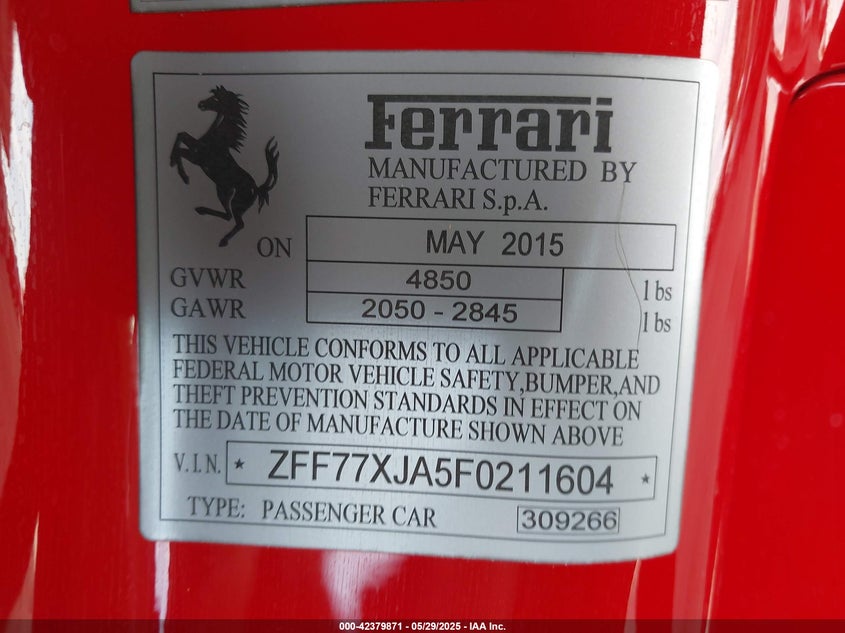 Ferrari
MANUFACTURED BY
FERRARI S.p.A.
ON MAY 2015
GVWR 4850 lbs
GAWR 2050 - 2845 lbs
THIS VEHICLE CONFORMS TO ALL APPLICABLE
FEDERAL MOTOR VEHICLE SAFETY,BUMPER,AND
THEFT PREVENTION STANDARDS IN EFFECT ON
THE DATE OF MANUFACTURE SHOWN ABOVE
V.I.N. * ZFF77XJA5F0211604 *
TYPE: PASSENGER CAR 309266
000-42379871 - 05/29/2025 - IAA Inc.